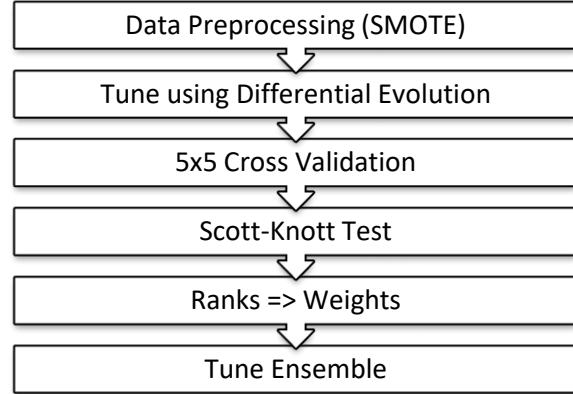 Data Preprocessing (SMOTE)
Tune using Differential Evolution
5x5 Cross Validation
Scott-Knott Test
Ranks => Weights
Tune Ensemble